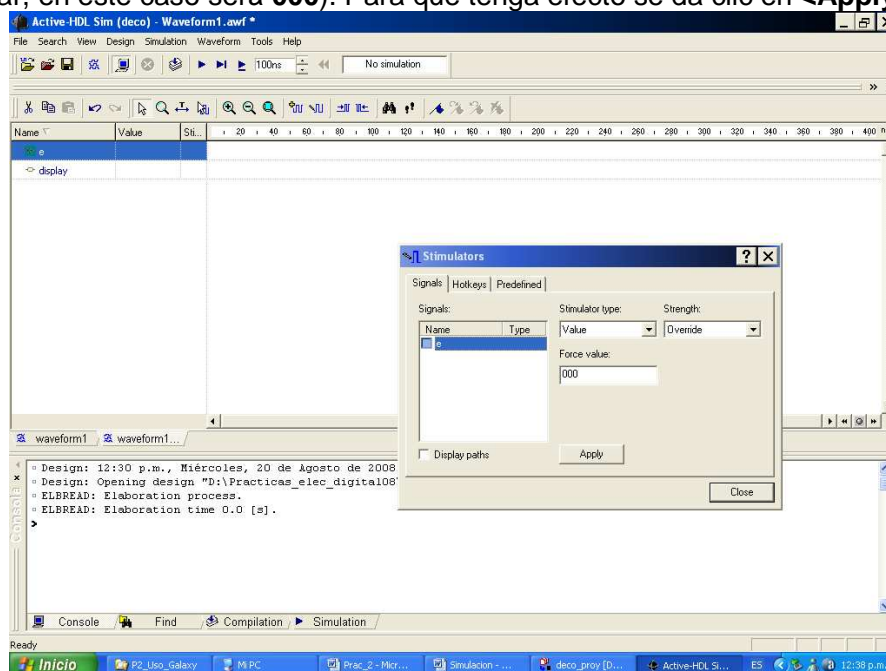 ar, en este caso será 000). Para que tenga efecto se da clic en <Apply
Active-HDL Sim (deco) - Waveform1.awf *
File Search View Design Simulation Waveform Tools Help
100ns No simulation
Name Value Sti... 20 40 60 80 100 120 140 160 180 200 220 240 260 280 300 320 340 360 380 400
e
display
Stimulators
Signals Hotkeys Predefined
Signals: Stimulator type: Strength:
Name Type Value Override
e
Force value:
000
Display paths Apply
Close
waveform1 waveform1...
Design: 12:30 p.m., Miércoles, 20 de Agosto de 2008
Design: Opening design "D:\Practicas_elec_digital08
ELBREAD: Elaboration process.
ELBREAD: Elaboration time 0.0 [s].
>
Consola
Console Find Compilation Simulation
Ready
Inicio P2_Uso_Galaxy Mi PC Prac_2 - Micr... Simulacion - ... deco_proy [D... Active-HDL Si... ES 12:38 p.m.